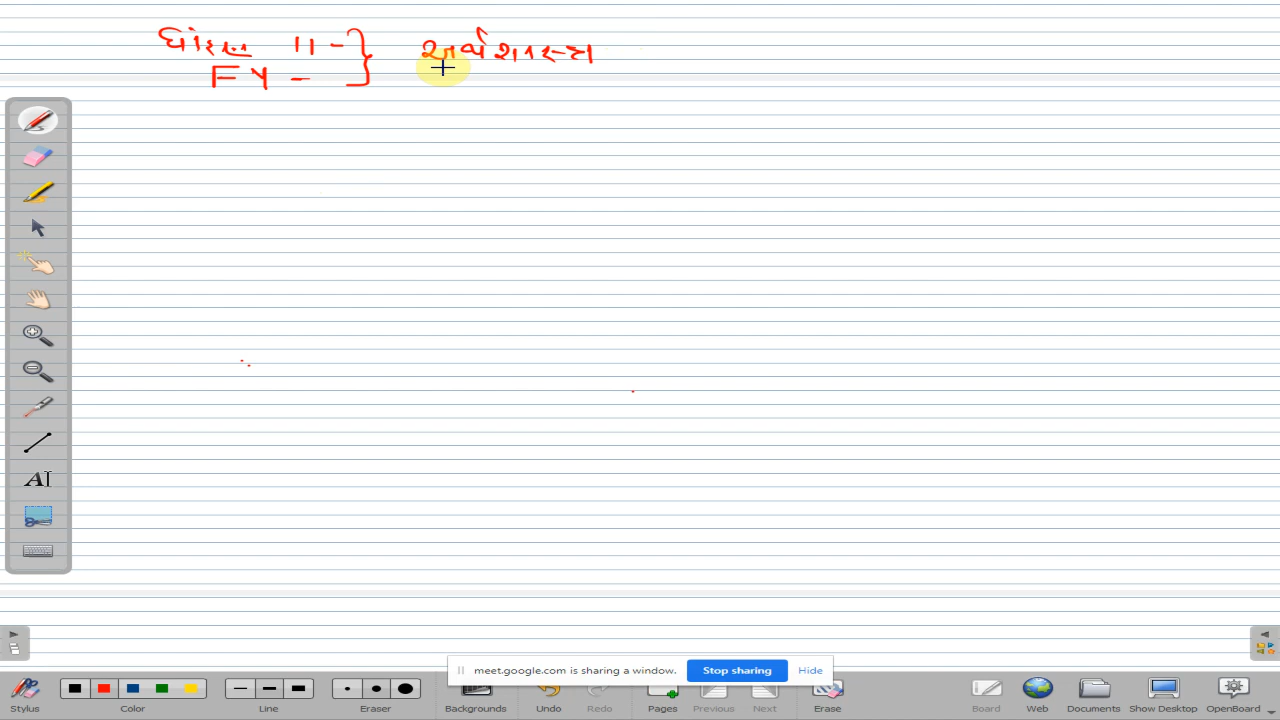 ધોરણ 11 - } અર્થશાસ્ત્ર
FY -
meet.google.com is sharing a window. Stop sharing Hide
Stylus Color Line Eraser Backgrounds Undo Redo Pages Previous Next Erase Board Web Documents Show Desktop OpenBoard